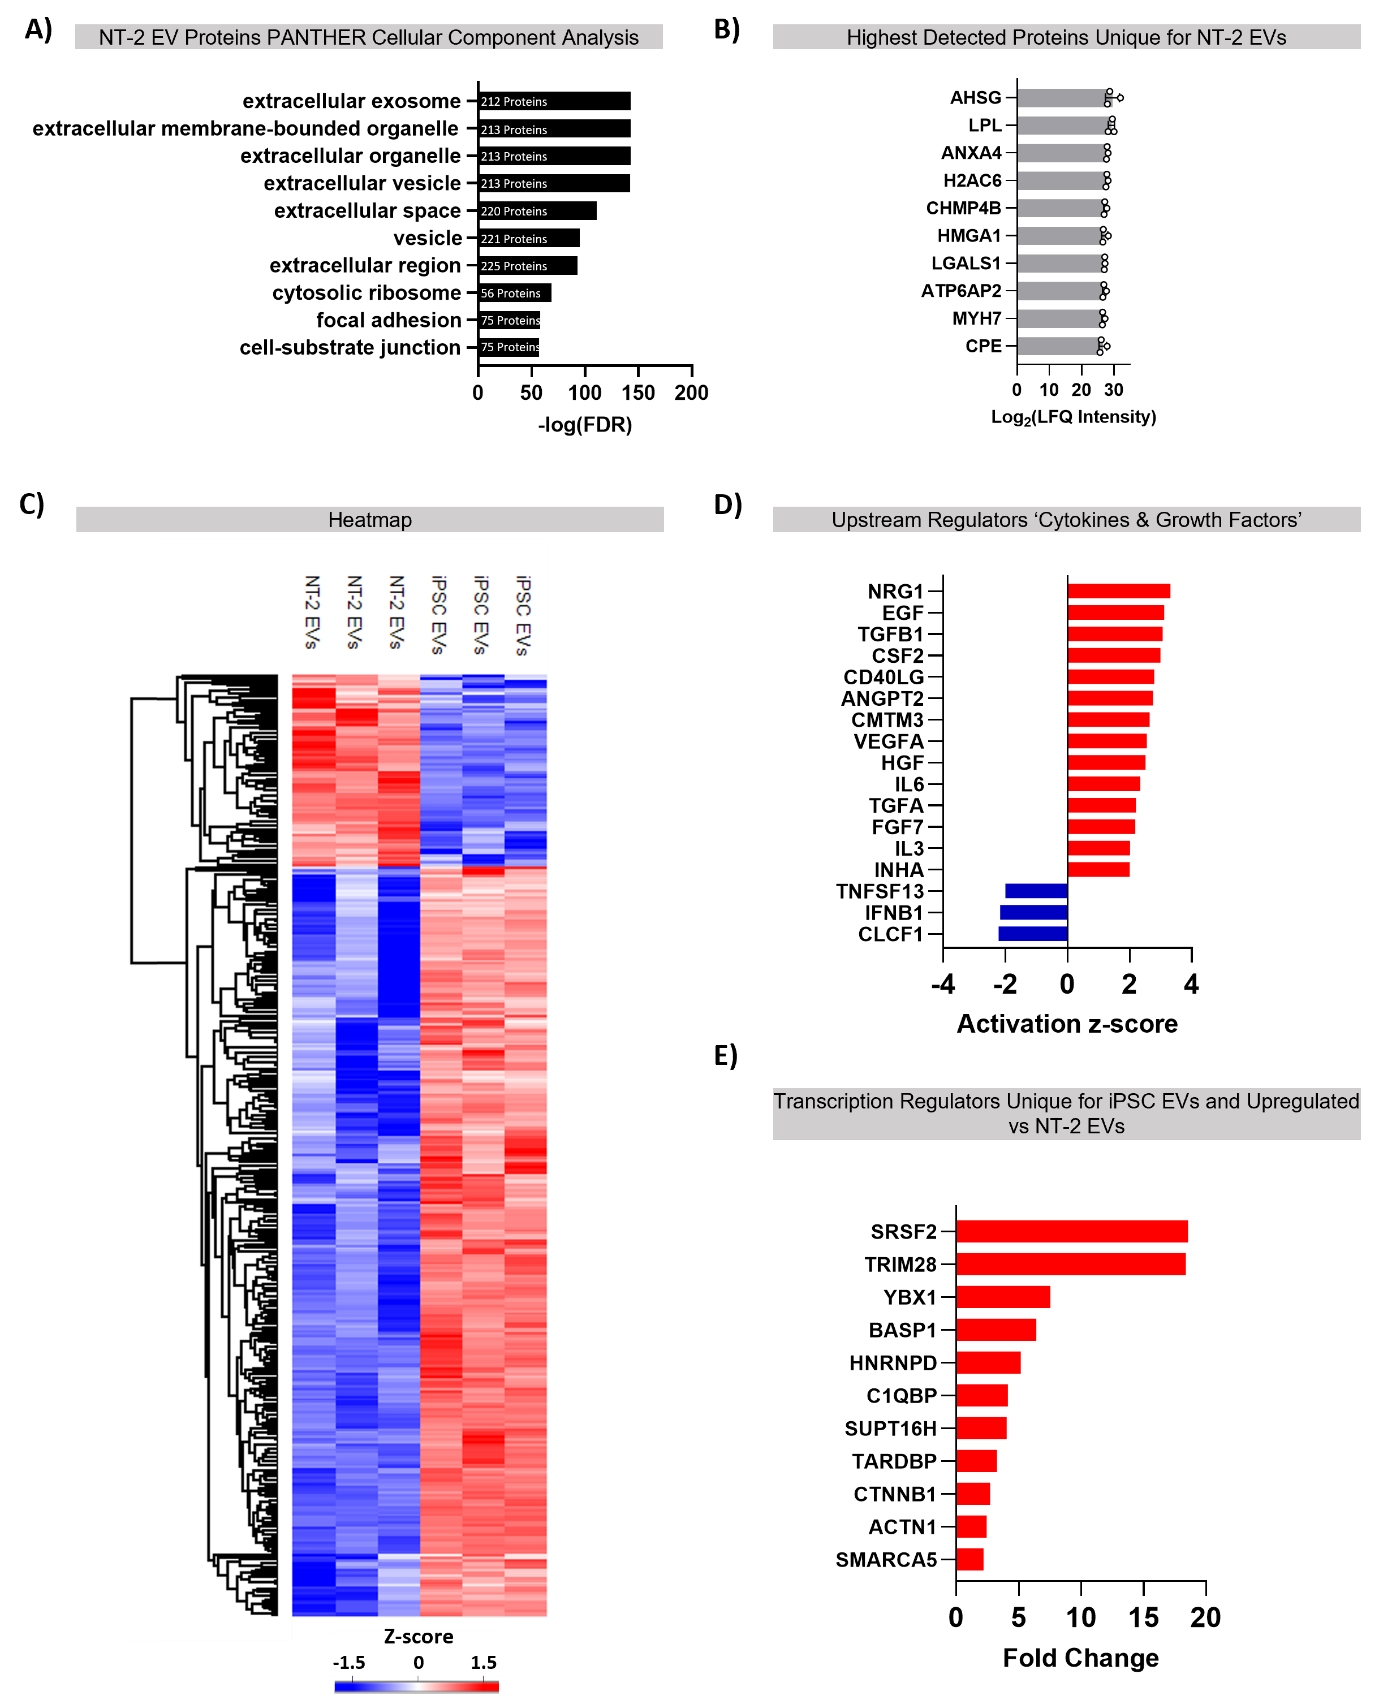 A)
NT-2 EV Proteins PANTHER Cellular Component Analysis
extracellular exosome 212 Proteins
extracellular membrane-bounded organelle 213 Proteins
extracellular organelle 213 Proteins
extracellular vesicle 213 Proteins
extracellular space 220 Proteins
vesicle 221 Proteins
extracellular region 225 Proteins
cytosolic ribosome 56 Proteins
focal adhesion 75 Proteins
cell-substrate junction 75 Proteins
0 50 100 150 200
-log(FDR)
B)
Highest Detected Proteins Unique for NT-2 EVs
AHSG
LPL
ANXA4
H2AC6
CHMP4B
HMGA1
LGALS1
ATP6AP2
MYH7
CPE
0 10 20 30
Log2(LFQ Intensity)
C)
Heatmap
NT-2 EVs
NT-2 EVs
NT-2 EVs
iPSC EVs
iPSC EVs
iPSC EVs
Z-score
-1.5 0 1.5
D)
Upstream Regulators ‘Cytokines & Growth Factors’
NRG1
EGF
TGFB1
CSF2
CD40LG
ANGPT2
CMTM3
VEGFA
HGF
IL6
TGFA
FGF7
IL3
INHA
TNFSF13
IFNB1
CLCF1
-4 -2 0 2 4
Activation z-score
E)
Transcription Regulators Unique for iPSC EVs and Upregulated
vs NT-2 EVs
SRSF2
TRIM28
YBX1
BASP1
HNRNPD
C1QBP
SUPT16H
TARDBP
CTNNB1
ACTN1
SMARCA5
0 5 10 15 20
Fold Change